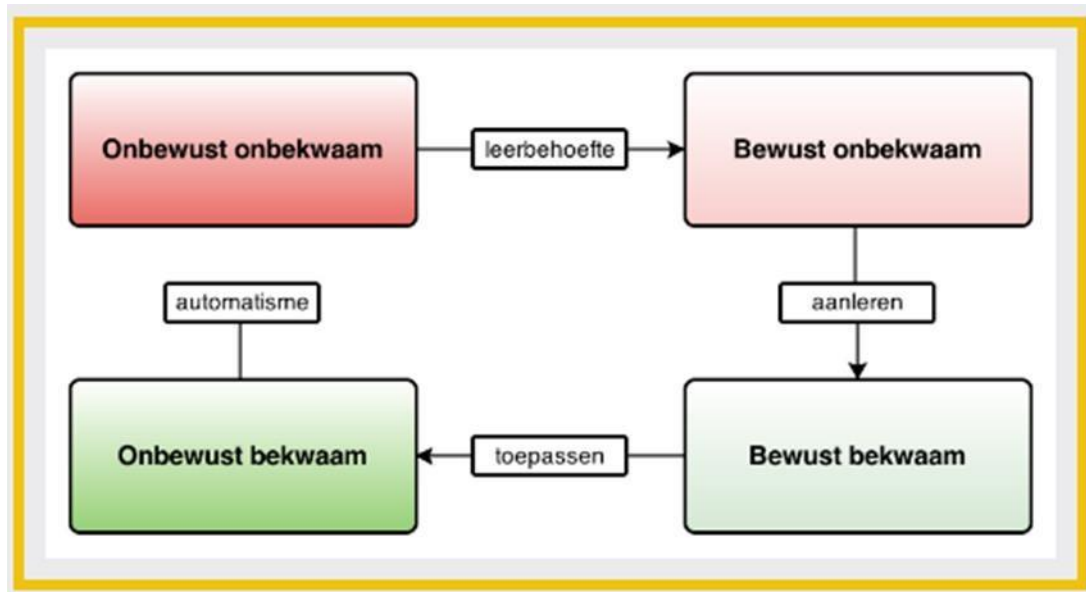 Onbewust onbekwaam
leerbehoefte
Bewust onbekwaam
automatisme
aanleren
Onbewust bekwaam
toepassen
Bewust bekwaam